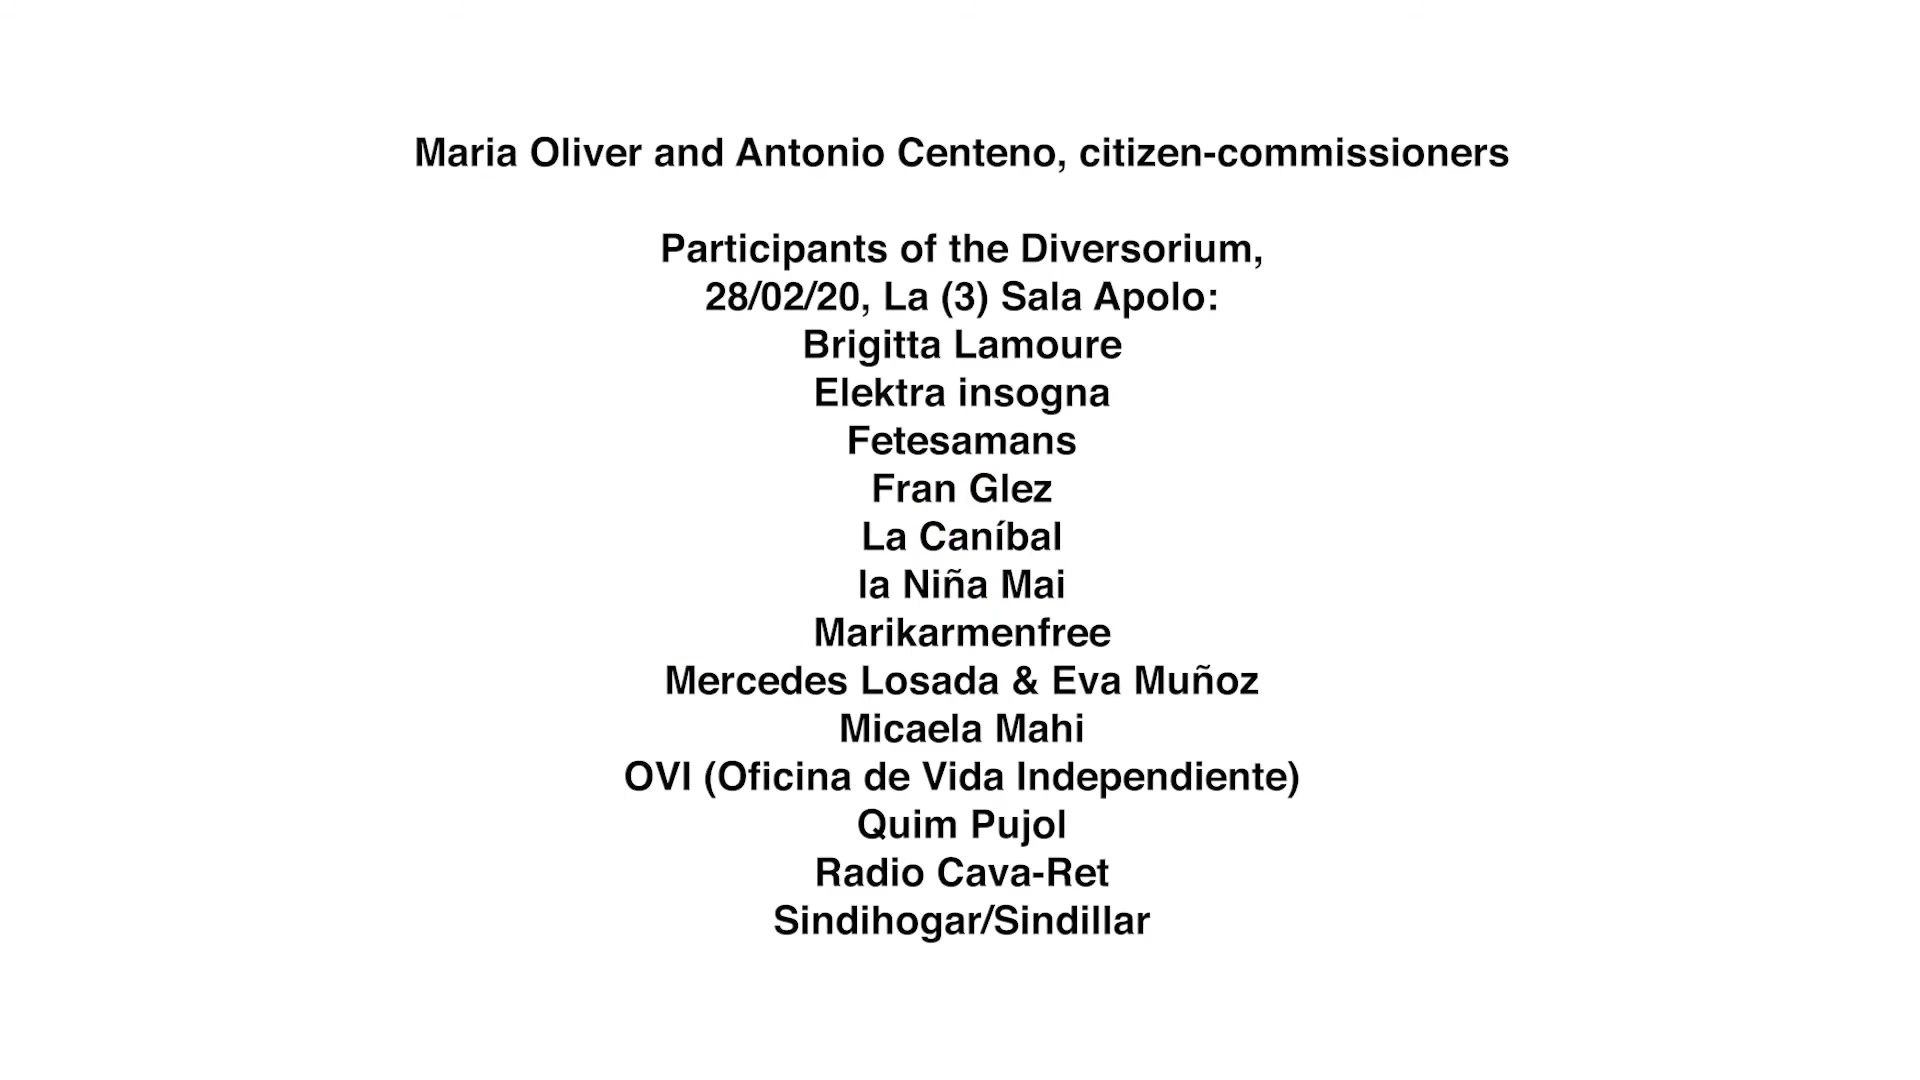 Maria Oliver and Antonio Centeno, citizen-commissioners
Participants of the Diversorium,
28/02/20, La (3) Sala Apolo:
Brigitta Lamoure
Elektra insogna
Fetesamans
Fran Glez
La Caníbal
la Niña Mai
Marikarmenfree
Mercedes Losada & Eva Muñoz
Micaela Mahi
OVI (Oficina de Vida Independiente)
Quim Pujol
Radio Cava-Ret
Sindihogar/Sindillar